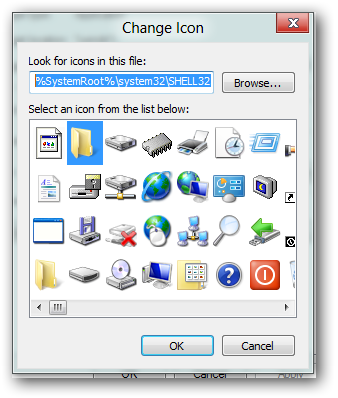 Change Icon
Look for icons in this file:
%SystemRoot%\system32\SHELL32
Browse...
Select an icon from the list below:
OK
Cancel
OK Cancel Apply